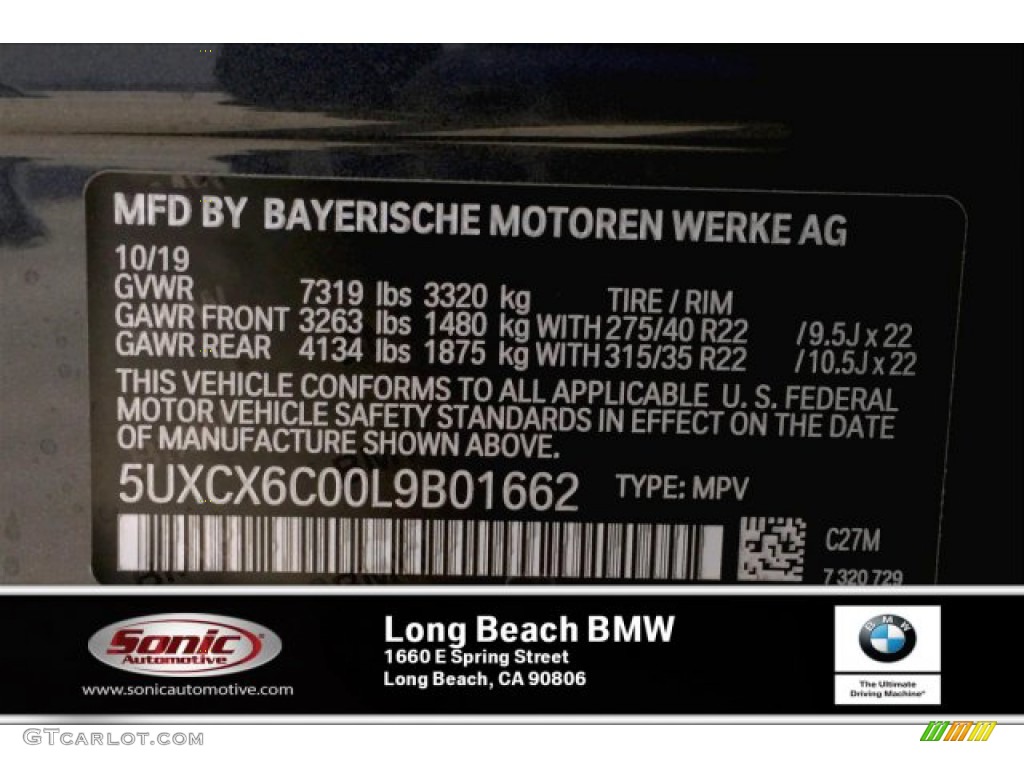 MFD BY BAYERISCHE MOTOREN WERKE AG
10/19
GVWR 7319 lbs 3320 kg TIRE / RIM
GAWR FRONT 3263 lbs 1480 kg WITH 275/40 R22 /9.5J x 22
GAWR REAR 4134 lbs 1875 kg WITH 315/35 R22 /10.5J x 22
THIS VEHICLE CONFORMS TO ALL APPLICABLE U. S. FEDERAL
MOTOR VEHICLE SAFETY STANDARDS IN EFFECT ON THE DATE
OF MANUFACTURE SHOWN ABOVE.
5UXCX6C00L9B01662 TYPE: MPV
C27M
7 320 729
Sonic
Automotive
www.sonicautomotive.com
Long Beach BMW
1660 E Spring Street
Long Beach, CA 90806
BMW
The Ultimate
Driving Machine®
GTCARLOT.COM